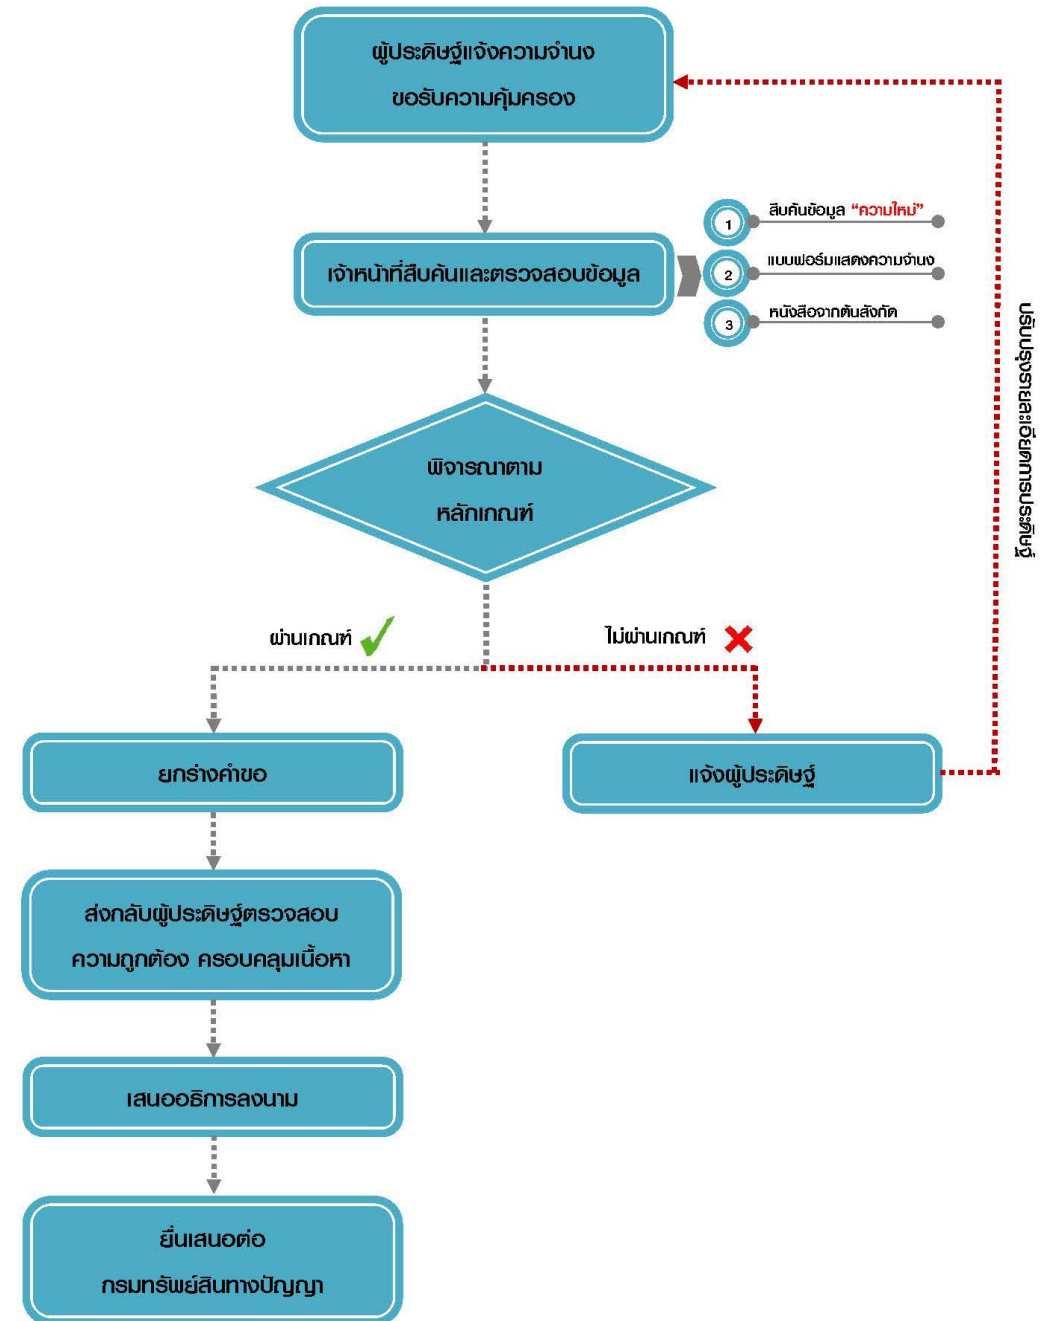 ผู้ประดิษฐ์แจ้งความจำนง
ขอรับความคุ้มครอง
เจ้าหน้าที่สืบค้นและตรวจสอบข้อมูล
1
สืบค้นข้อมูล “ความใหม่”
2
แบบฟอร์มแสดงความจำนง
3
หนังสือจากต้นสังกัด
ปรับปรุงรายละเอียดการประดิษฐ์
พิจารณาตาม
หลักเกณฑ์
ผ่านเกณฑ์
ไม่ผ่านเกณฑ์
ยกร่างคำขอ
แจ้งผู้ประดิษฐ์
ส่งกลับผู้ประดิษฐ์ตรวจสอบ
ความถูกต้อง ครอบคลุมเนื้อหา
เสนออธิการลงนาม
ยื่นเสนอต่อ
กรมทรัพย์สินทางปัญญา